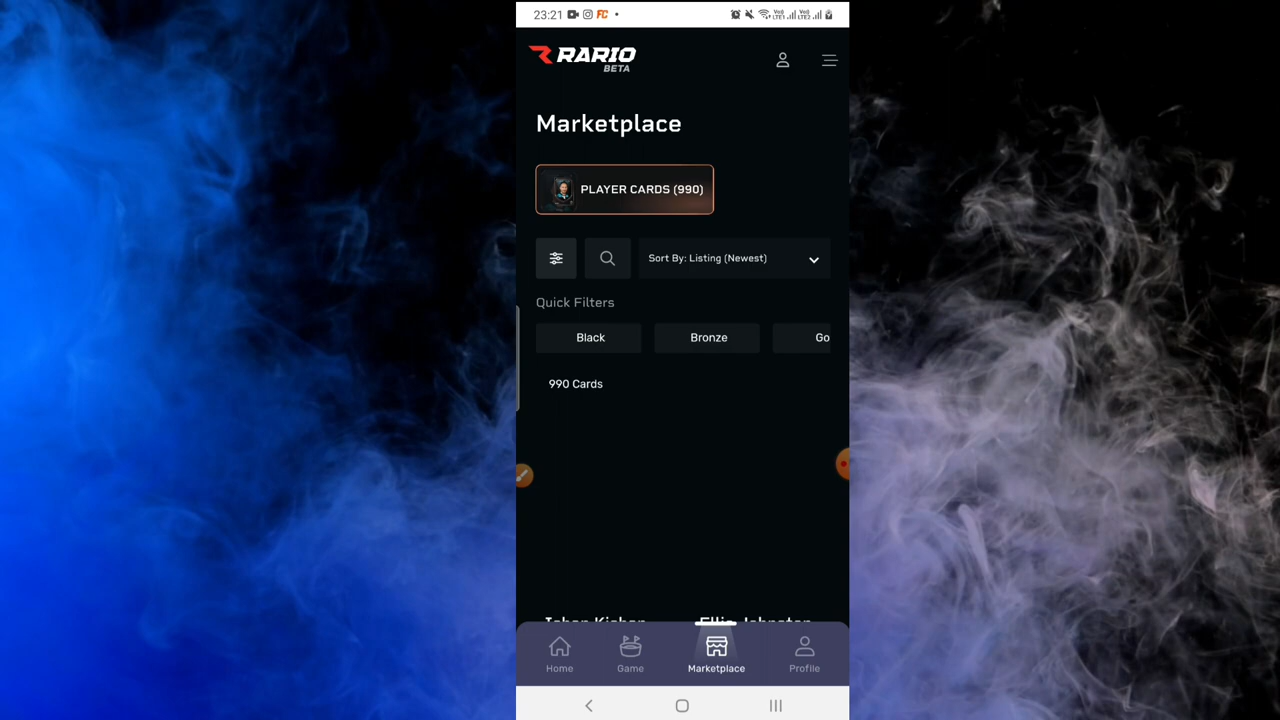 23:21
RARIO
BETA
Marketplace
PLAYER CARDS (990)
Sort By: Listing (Newest)
Quick Filters
Black Bronze Go
990 Cards
Home Game Marketplace Profile